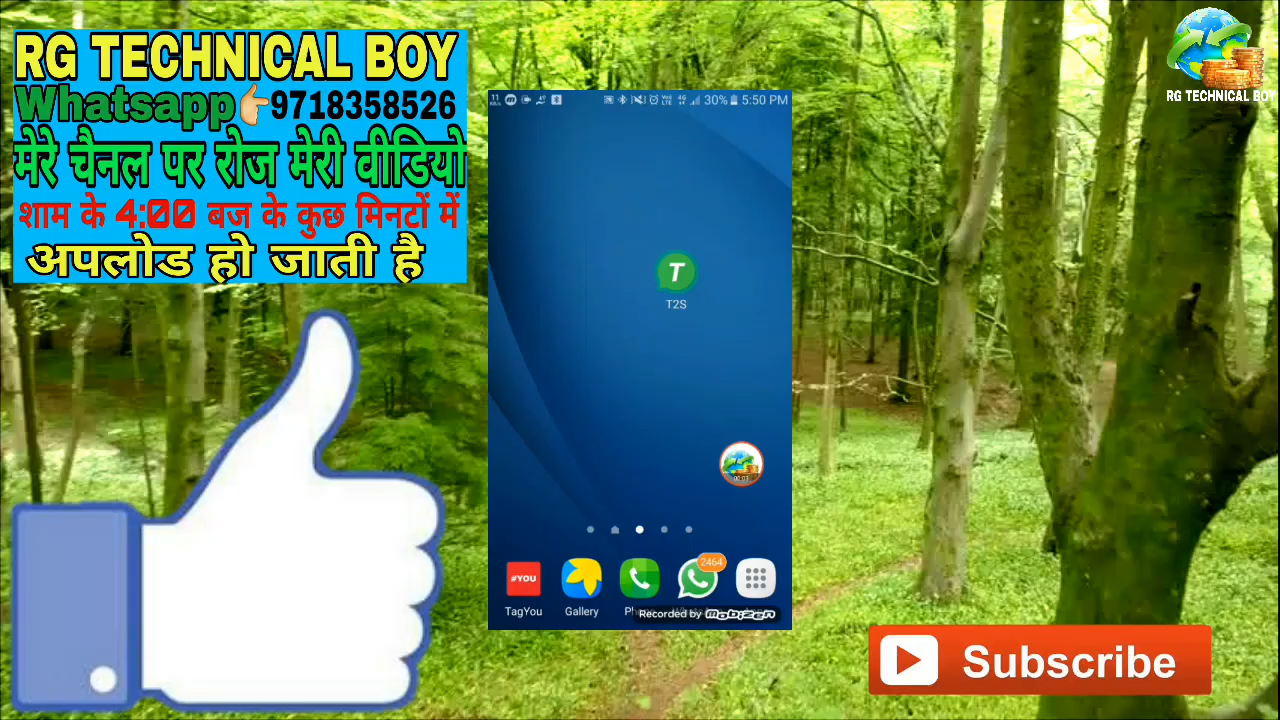 RG TECHNICAL BOY
Whatsapp 9718358526
मेरे चैनल पर रोज मेरी वीडियो
शाम के 4:00 बज के कुछ मिनटों में
अपलोड हो जाती है
RG TECHNICAL BOY
30% 5:50 PM
T
T2S
2464
#YOU
TagYou
Gallery
Recorded by mobizen
Subscribe